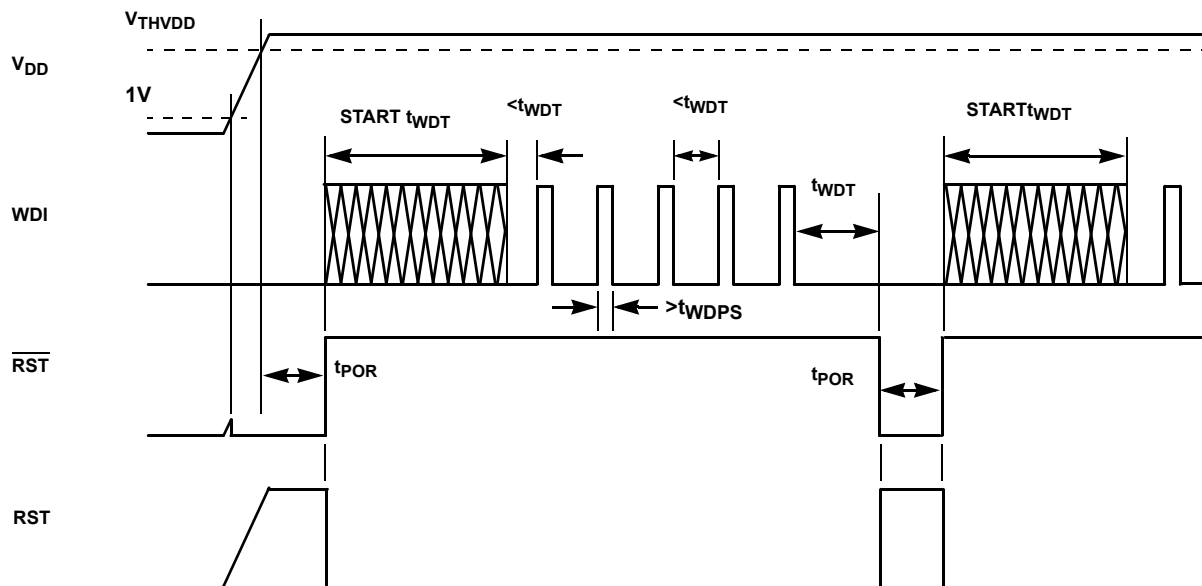 VTHVDD
VDD
1V
START tWDT
<tWDT
<tWDT
STARTtWDT
tWDT
WDI
>tWDPS
RST
tPOR
tPOR
RST